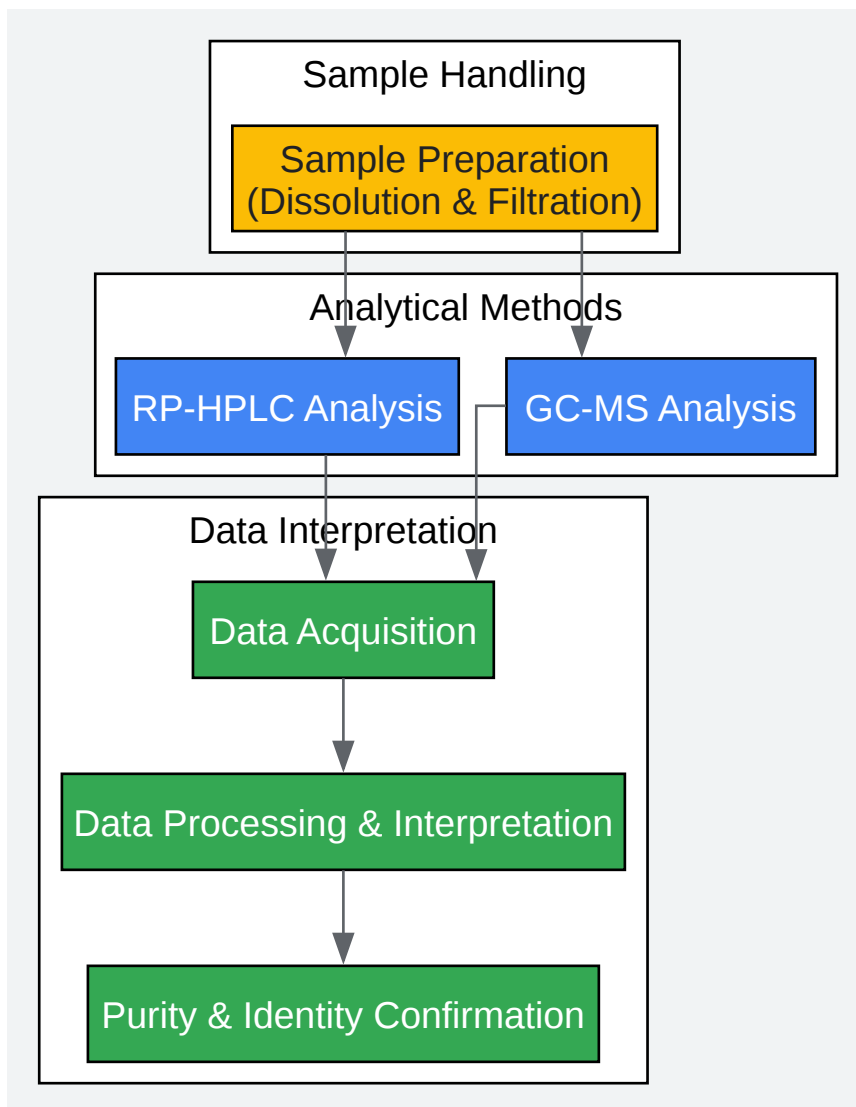 Sample Handling
Sample Preparation
(Dissolution & Filtration)
Analytical Methods
RP-HPLC Analysis
GC-MS Analysis
Data Interpretation
Data Acquisition
Data Processing & Interpretation
Purity & Identity Confirmation